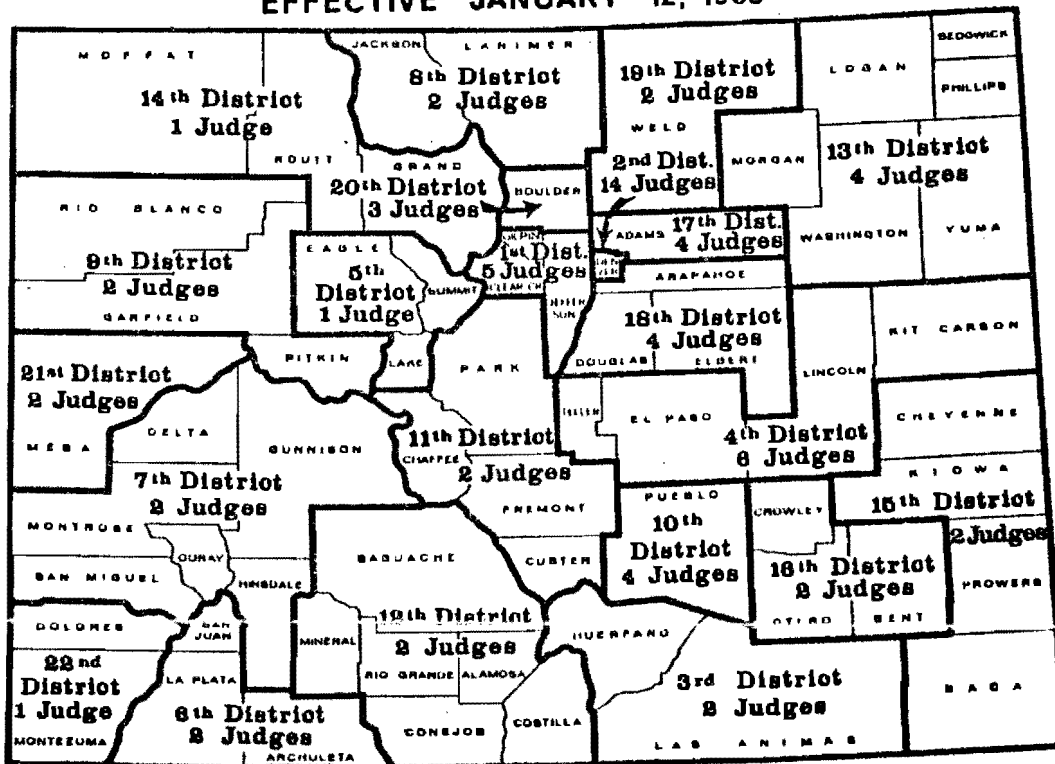 EFFECTIVE JANUARY 12,
MOFFAT
14th District
1 Judge
ROUTT
JACKSON
LARIMER
8th District
2 Judges
GRAND
19th District
2 Judges
WELD
LOGAN
SEDGWICK
PHILLIPS
MORGAN
13th District
4 Judges
WASHINGTON
YUMA
2nd Dist.
14 Judges
20th District
3 Judges
BOULDER
RIO BLANCO
9th District
2 Judges
GARFIELD
EAGLE
5th
District
1 Judge
SUMMIT
LAKE
GILPIN
1st Dist.
5 Judges
CLEAR CR.
JEFFER
SON
DEN
VER
ADAMS
17th Dist.
4 Judges
ARAPAHOE
18th District
4 Judges
DOUGLAS
ELBERT
LINCOLN
KIT CARSON
CHEYENNE
PITKIN
PARK
21st District
2 Judges
MESA
DELTA
GUNNISON
7th District
2 Judges
MONTROSE
OURAY
SAN MIGUEL
HINSDALE
11th District
CHAFFEE
2 Judges
FREMONT
CUSTER
TELLER
EL PASO
4th District
6 Judges
KIOWA
15th District
2 Judges
PROWERS
PUEBLO
10th
District
4 Judges
CROWLEY
16th District
2 Judges
OTERO
BENT
SAGUACHE
12th District
2 Judges
MINERAL
RIO GRANDE
ALAMOSA
CONEJOS
COSTILLA
HUERFANO
3rd District
2 Judges
LAS ANIMAS
BACA
DOLORES
22nd
District
1 Judge
MONTEZUMA
SAN
JUAN
LA PLATA
6th District
2 Judges
ARCHULETA